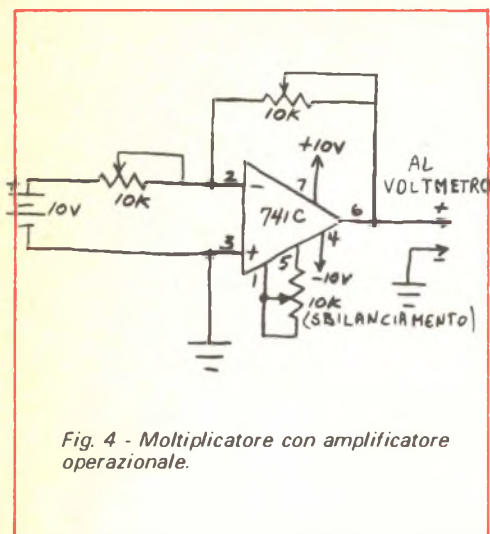 10K
+10V
AL
VOLTMETRO
+
10K
2
-
7
6
+
10V
741C
3
+
4
-
1
5
-10V
10K
(SBILANCIAMENTO)
Fig. 4 - Moltiplicatore con amplificatore
operazionale.